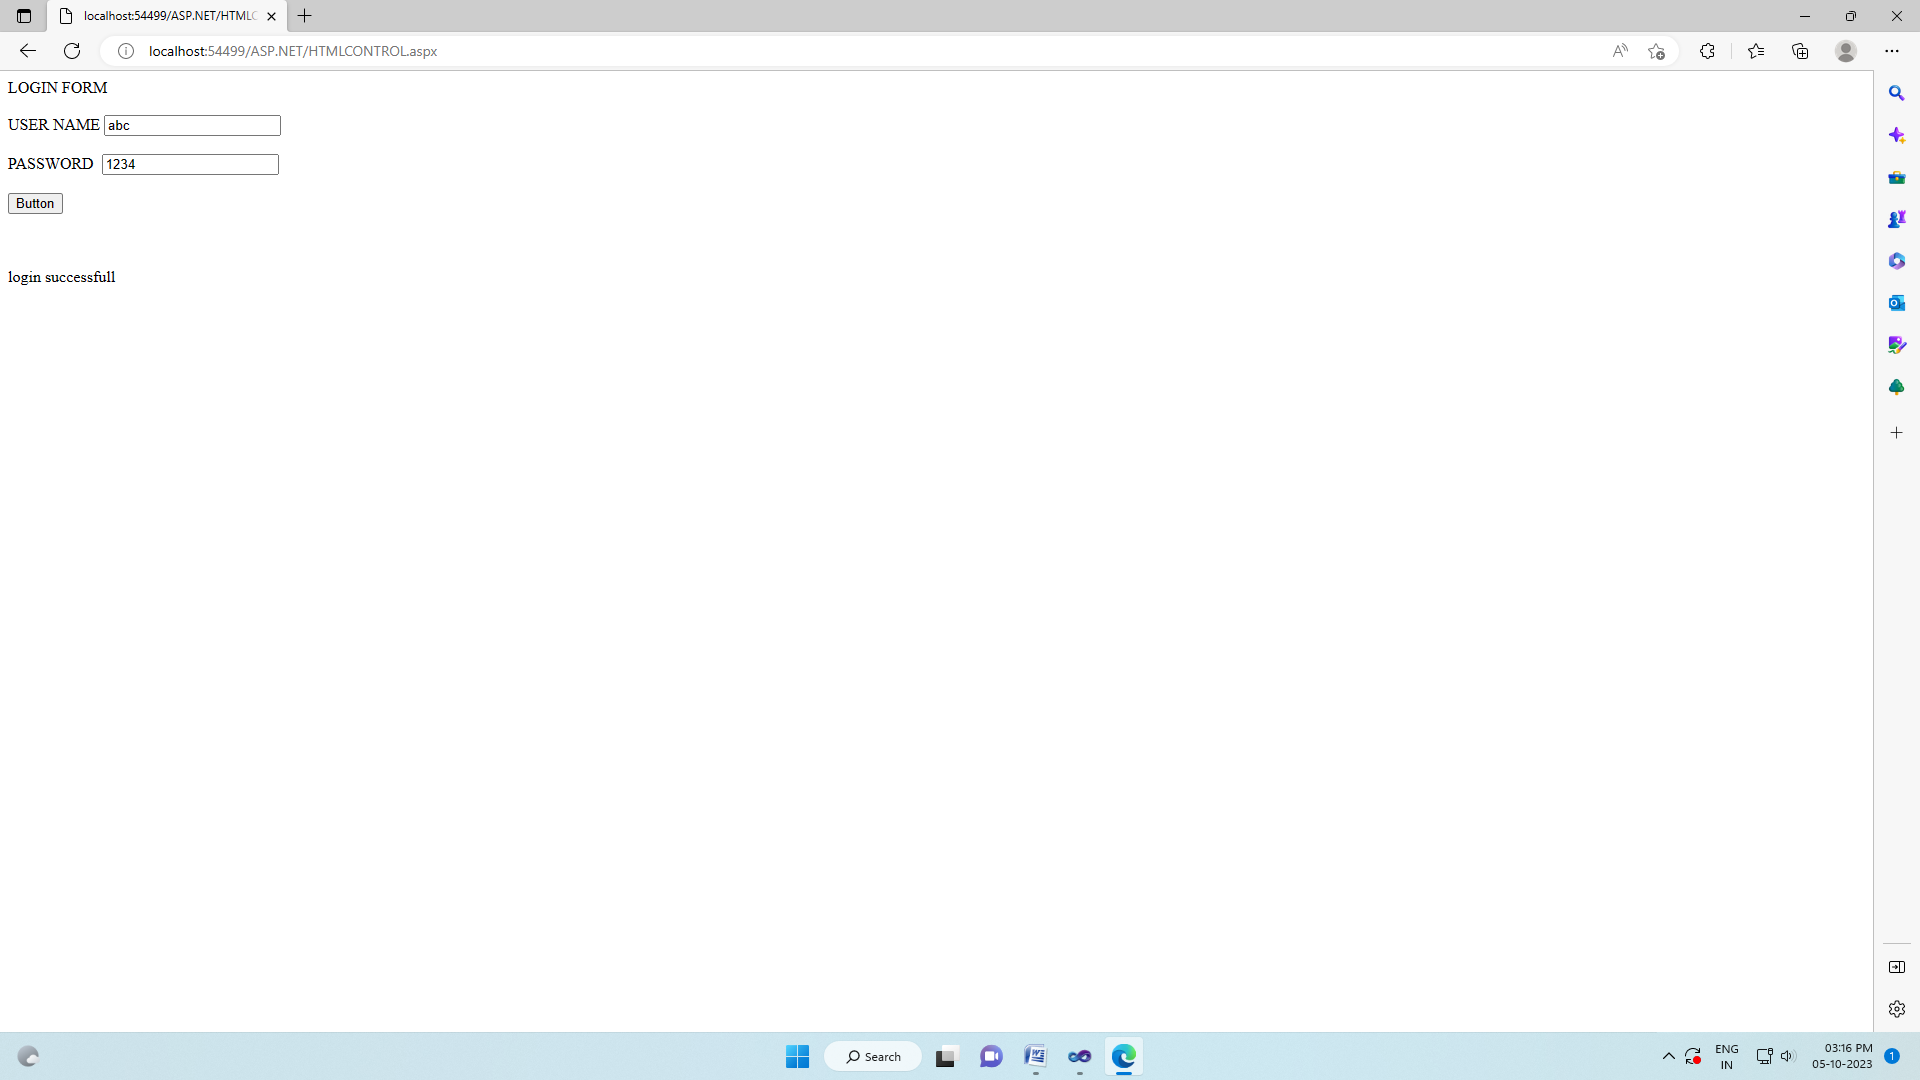 localhost:54499/ASP.NET/HTMLC
localhost:54499/ASP.NET/HTMLCONTROL.aspx
LOGIN FORM
USER NAME abc
PASSWORD 1234
Button
login successfull
Search
ENG
IN
03:16 PM
05-10-2023
1